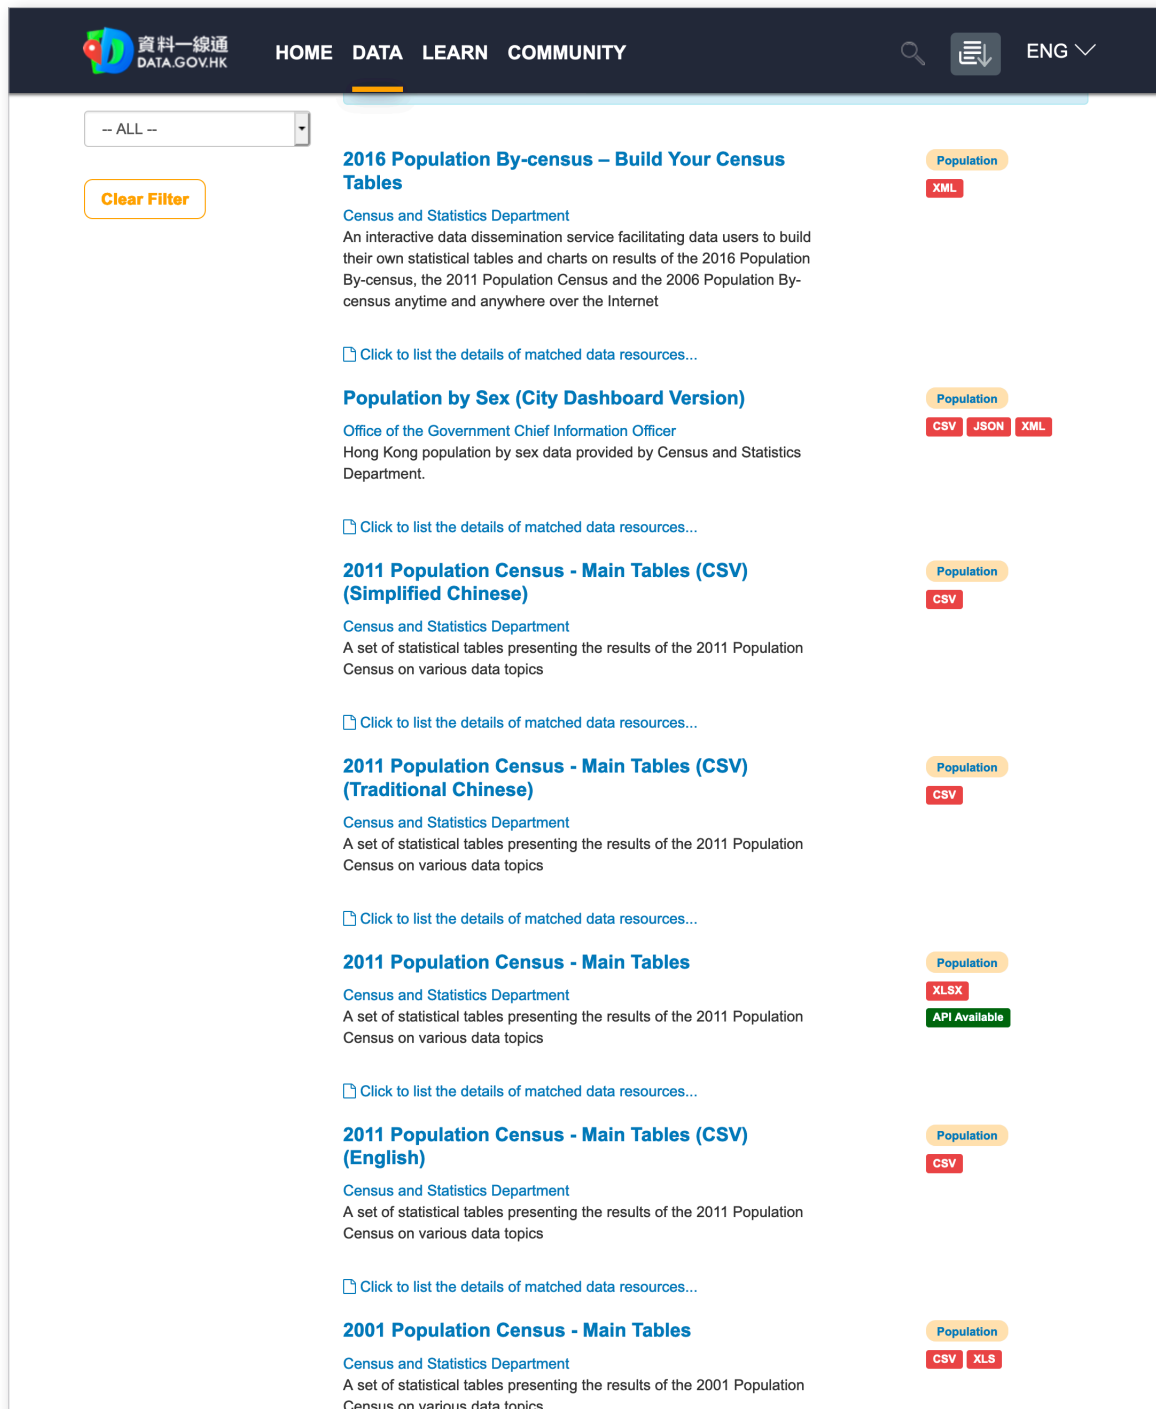 資料一線通
DATA.GOV.HK
HOME DATA LEARN COMMUNITY
ENG
-- ALL --
Clear Filter
2016 Population By-census – Build Your Census
Tables
Population
XML
Census and Statistics Department
An interactive data dissemination service facilitating data users to build
their own statistical tables and charts on results of the 2016 Population
By-census, the 2011 Population Census and the 2006 Population By-
census anytime and anywhere over the Internet
Click to list the details of matched data resources...
Population by Sex (City Dashboard Version)
Population
CSV JSON XML
Office of the Government Chief Information Officer
Hong Kong population by sex data provided by Census and Statistics
Department.
Click to list the details of matched data resources...
2011 Population Census - Main Tables (CSV)
(Simplified Chinese)
Population
CSV
Census and Statistics Department
A set of statistical tables presenting the results of the 2011 Population
Census on various data topics
Click to list the details of matched data resources...
2011 Population Census - Main Tables (CSV)
(Traditional Chinese)
Population
CSV
Census and Statistics Department
A set of statistical tables presenting the results of the 2011 Population
Census on various data topics
Click to list the details of matched data resources...
2011 Population Census - Main Tables
Population
XLSX
API Available
Census and Statistics Department
A set of statistical tables presenting the results of the 2011 Population
Census on various data topics
Click to list the details of matched data resources...
2011 Population Census - Main Tables (CSV)
(English)
Population
CSV
Census and Statistics Department
A set of statistical tables presenting the results of the 2011 Population
Census on various data topics
Click to list the details of matched data resources...
2001 Population Census - Main Tables
Population
CSV XLS
Census and Statistics Department
A set of statistical tables presenting the results of the 2001 Population
Census on various data topics